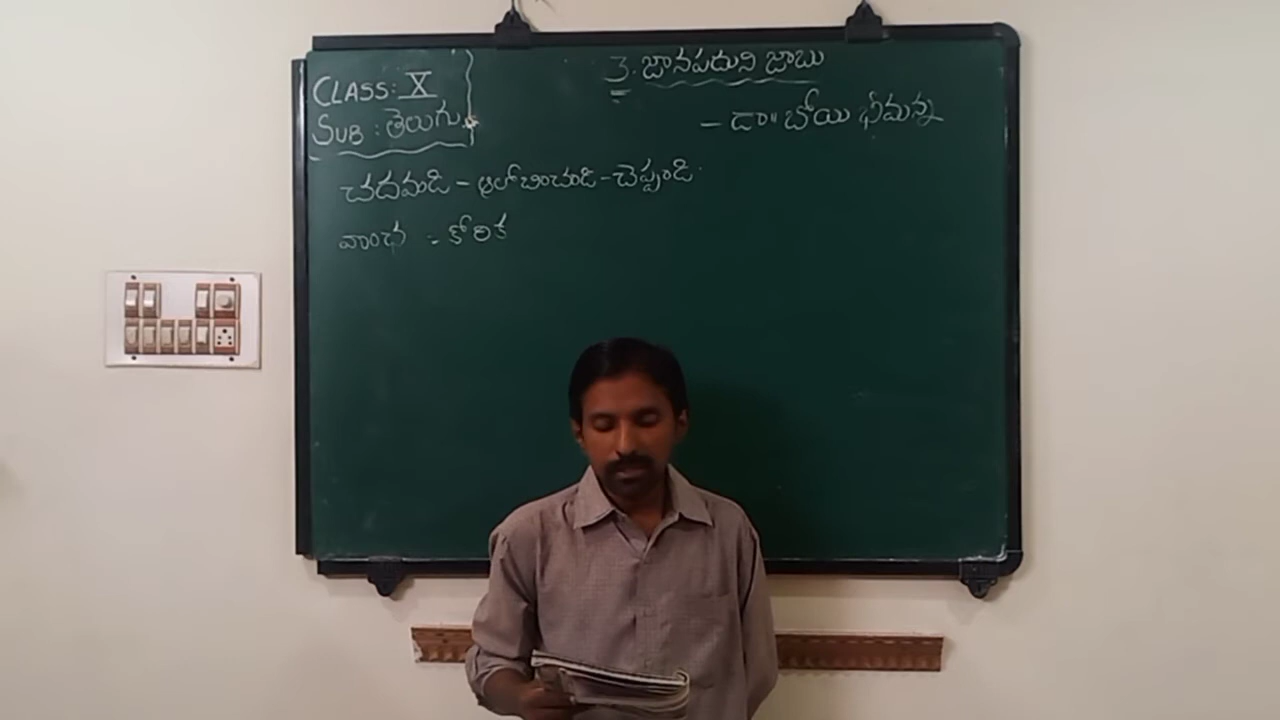 CLASS: X
SUB : తెలుగు
3. జానపదుని జాబు
- డా" బోయి భీమన్న
చదవండి - ఆలోచించండి - చెప్పండి.
వాంఛ = కోరిక